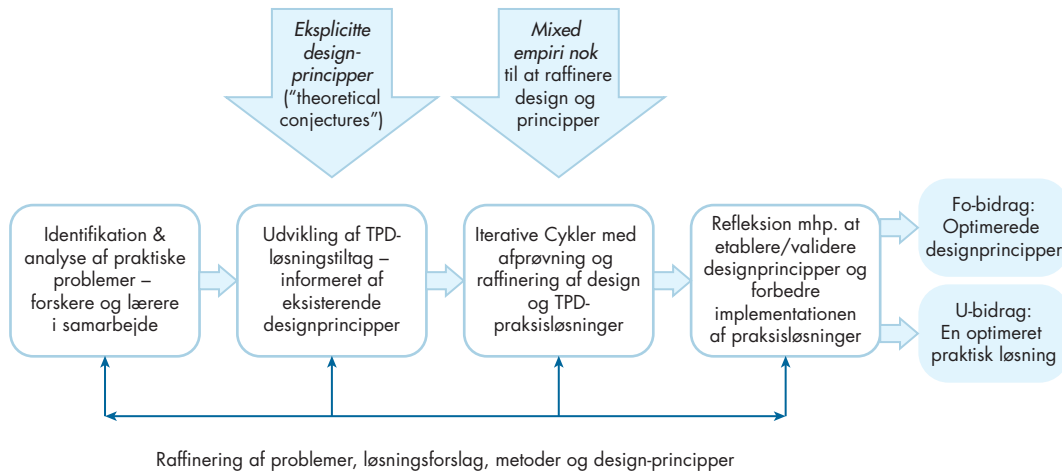 Eksplicitte
design-
principper
(“theoretical
conjectures”)
Mixed
empiri nok
til at raffinere
design og
principper
Identifikation &
analyse af praktiske
problemer –
forskere og lærere
i samarbejde
Udvikling af TPD-
løsningstiltag –
informeret af
eksisterende
designprincipper
Iterative Cykler med
afprøvning og
raffinering af design
og TPD-
praksisløsninger
Refleksion mhp. at
etablere/validere
designprincipper og
forbedre
implementationen
af praksisløsninger
Fo-bidrag:
Optimerede
designprincipper
U-bidrag:
En optimeret
praktisk løsning
Raffinering af problemer, løsningsforslag, metoder og design-principper